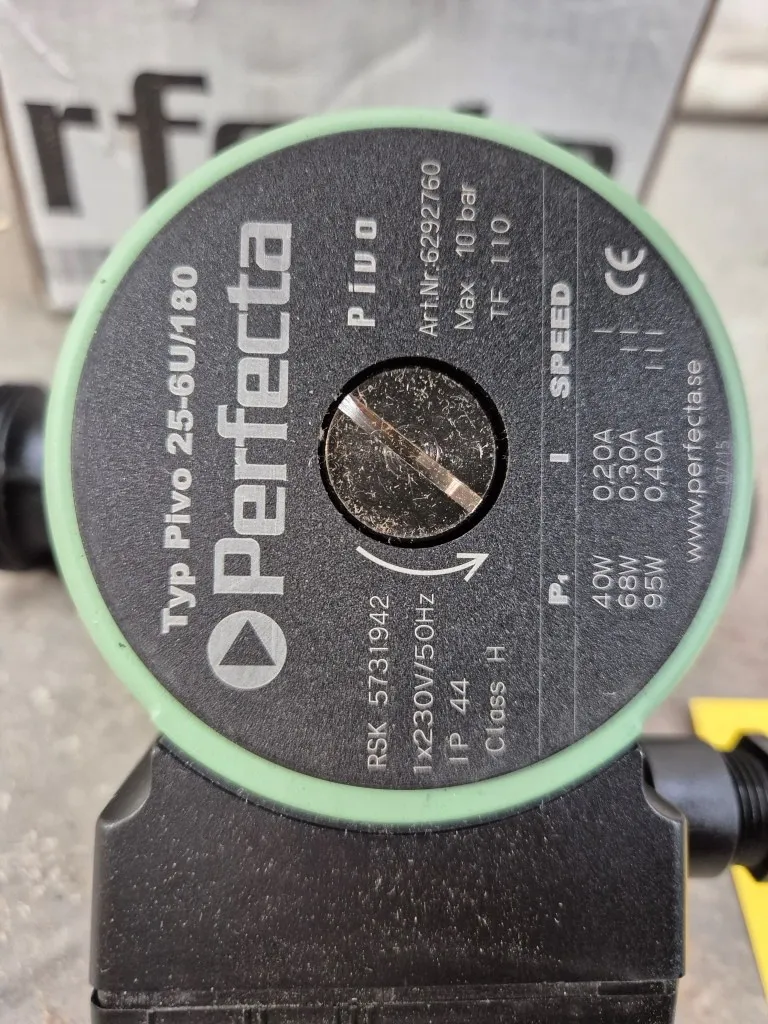 Typ Pivo 25-6U/180
Perfecta
Pivo
RSK 5731942
Art.Nr:6292760
1x230V/50Hz
Max 10 bar
IP 44
TF 110
Class H
P₁ I SPEED
40W 0,20A I
68W 0,30A II
95W 0,40A III
CE
www.perfecta.se
07/15